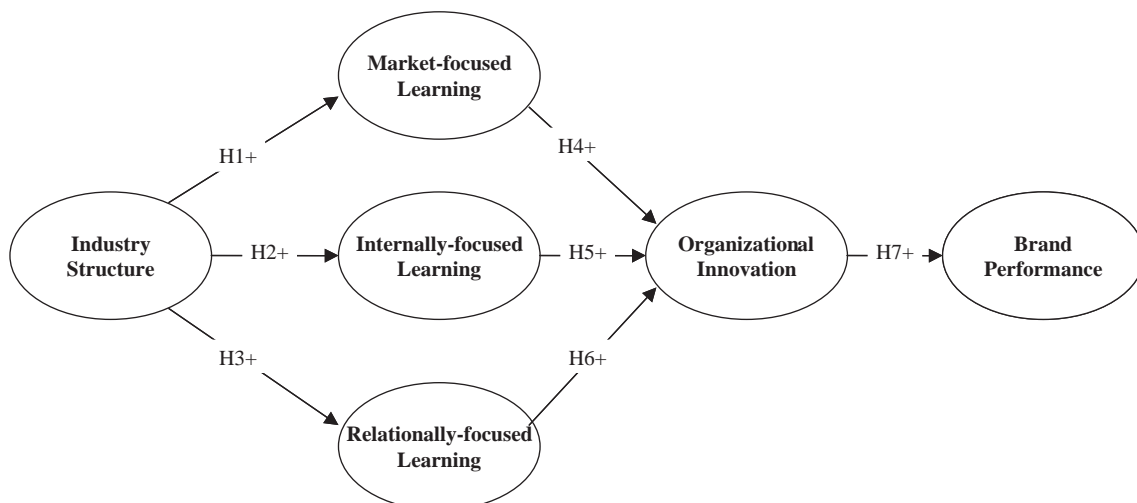 Market-focused
Learning
H1+
H4+
Industry
Structure
H2+
Internally-focused
Learning
H5+
Organizational
Innovation
H7+
Brand
Performance
H3+
H6+
Relationally-focused
Learning